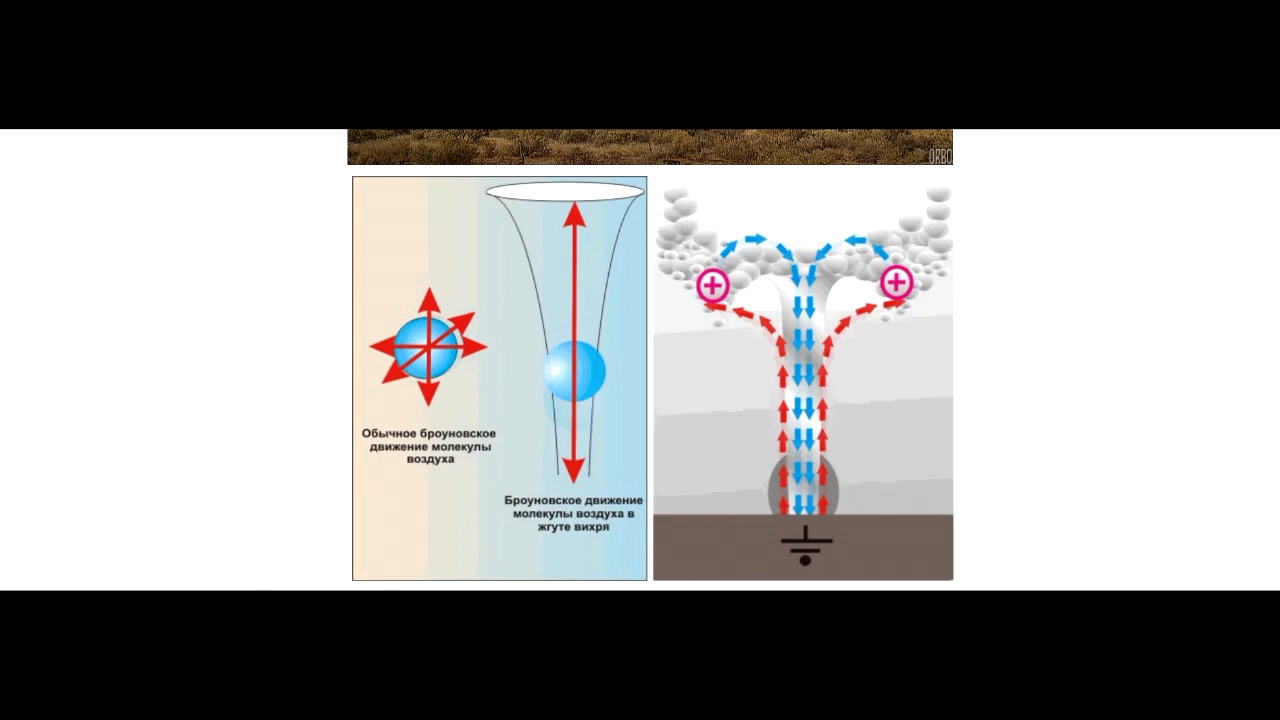 ORBO
Обычное броуновское
движение молекулы
воздуха
Броуновское движение
молекулы воздуха в
жгуте вихря